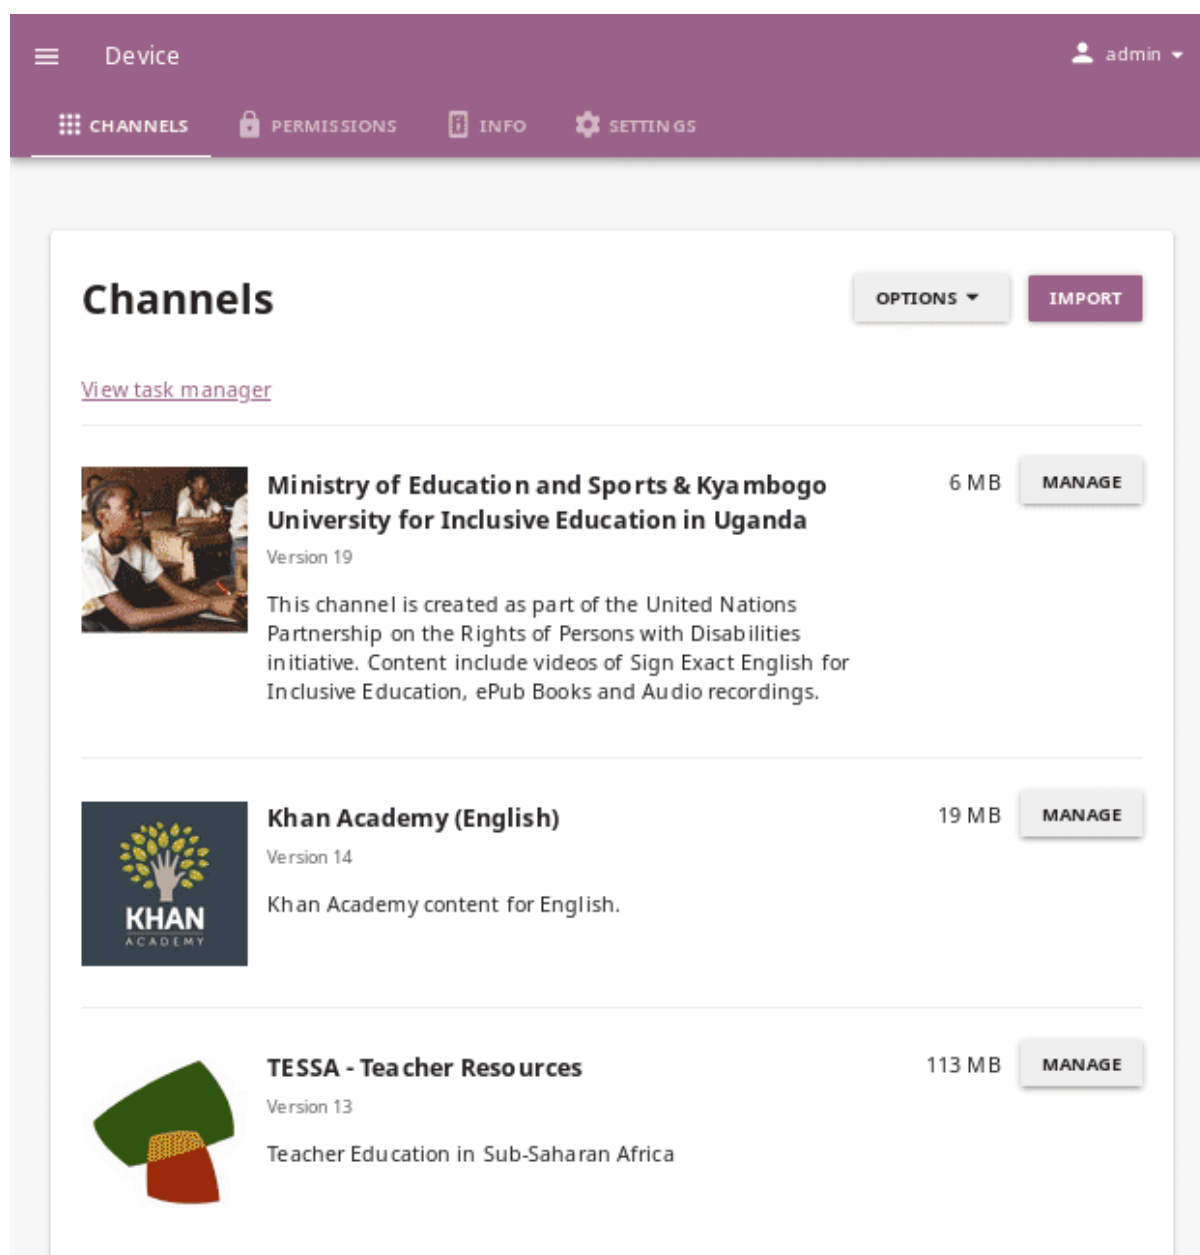 Device
admin
CHANNELS
PERMISSIONS
INFO
SETTINGS
Channels
OPTIONS
IMPORT
View task manager
Ministry of Education and Sports & Kyambogo
University for Inclusive Education in Uganda
6 MB
MANAGE
Version 19
This channel is created as part of the United Nations
Partnership on the Rights of Persons with Disabilities
initiative. Content include videos of Sign Exact English for
Inclusive Education, ePub Books and Audio recordings.
KHAN
ACADEMY
Khan Academy (English)
19 MB
MANAGE
Version 14
Khan Academy content for English.
TESSA - Teacher Resources
113 MB
MANAGE
Version 13
Teacher Education in Sub-Saharan Africa